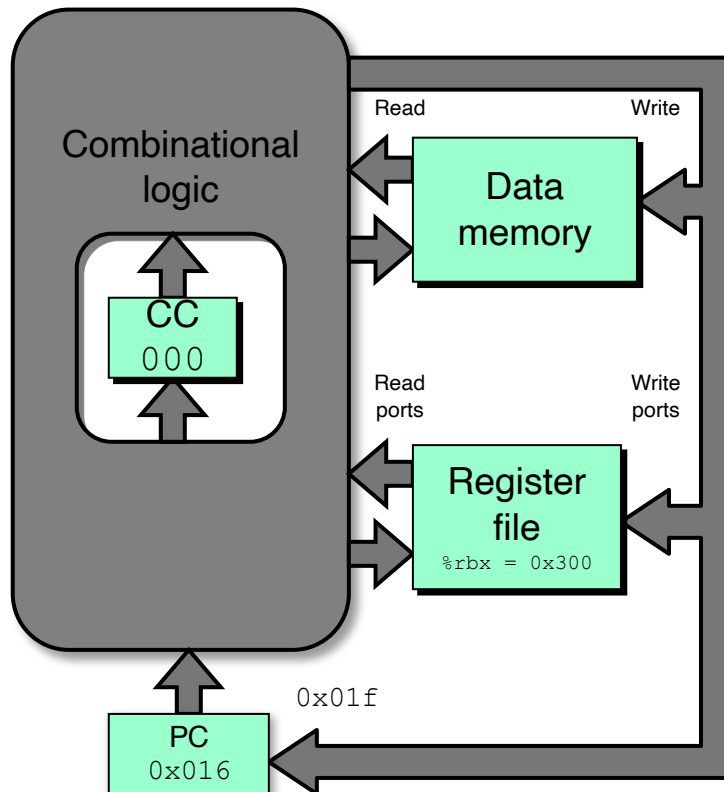 Combinational
logic
CC
000
Read
Write
Data
memory
Read
ports
Write
ports
Register
file
%rbx = 0x300
0x01f
PC
0x016